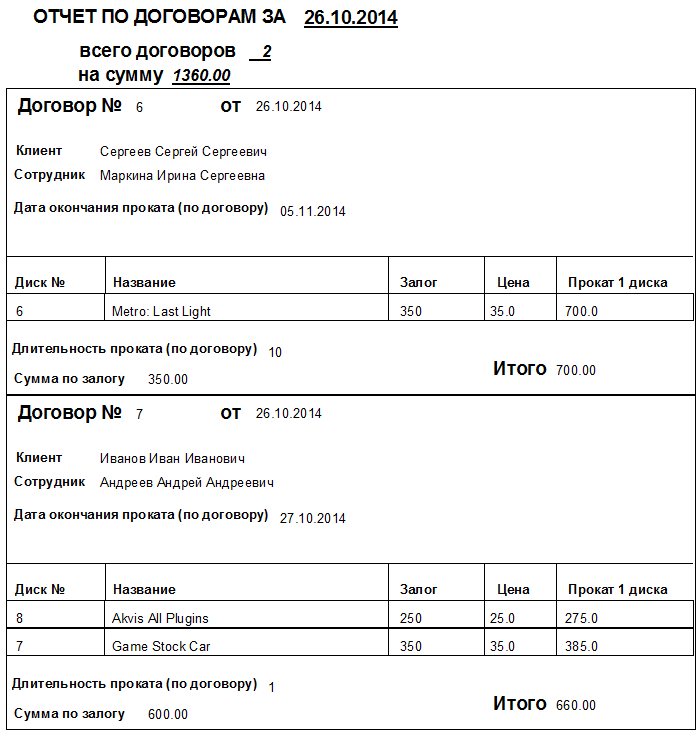 ОТЧЕТ ПО ДОГОВОРАМ ЗА 26.10.2014
всего договоров 2
на сумму 1360.00
Договор № 6 от 26.10.2014
Клиент Сергеев Сергей Сергеевич
Сотрудник Маркина Ирина Сергеевна
Дата окончания проката (по договору) 05.11.2014
Диск № Название Залог Цена Прокат 1 диска
6 Metro: Last Light 350 35.0 700.0
Длительность проката (по договору) 10
Итого 700.00
Сумма по залогу 350.00
Договор № 7 от 26.10.2014
Клиент Иванов Иван Иванович
Сотрудник Андреев Андрей Андреевич
Дата окончания проката (по договору) 27.10.2014
Диск № Название Залог Цена Прокат 1 диска
8 Akvis All Plugins 250 25.0 275.0
7 Game Stock Car 350 35.0 385.0
Длительность проката (по договору) 1
Итого 660.00
Сумма по залогу 600.00